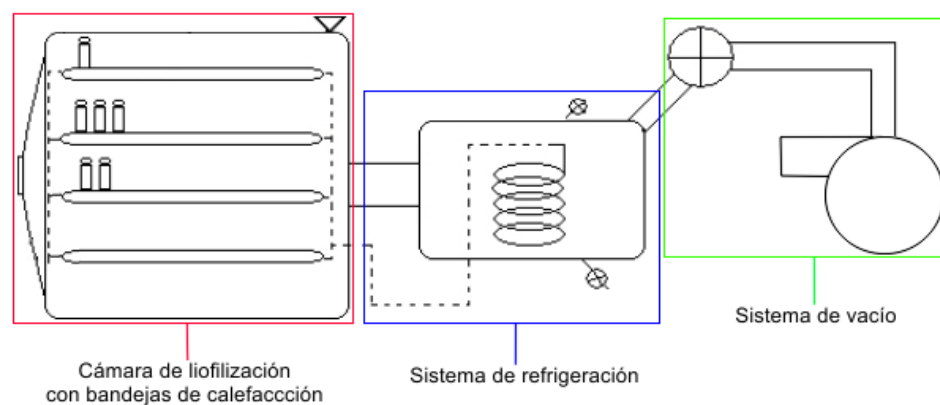 Cámara de liofilización
con bandejas de calefaccción
Sistema de refrigeración
Sistema de vacío